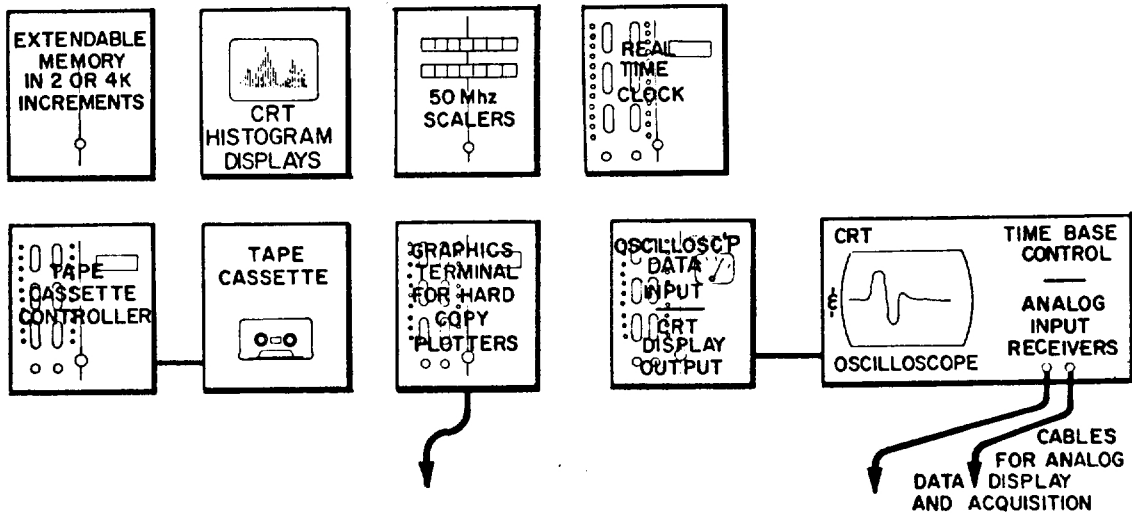 EXTENDABLE
MEMORY
IN 2 OR 4K
INCREMENTS
CRT
HISTOGRAM
DISPLAYS
50 Mhz
SCALERS
REAL
TIME
CLOCK
TAPE
CASSETTE
CONTROLLER
TAPE
CASSETTE
GRAPHICS
TERMINAL
FOR HARD
COPY
PLOTTERS
OSCILLOSC'P
DATA
INPUT
CRT
DISPLAY
OUTPUT
CRT
OSCILLOSCOPE
TIME BASE
CONTROL
ANALOG
INPUT
RECEIVERS
CABLES
FOR ANALOG
DATA DISPLAY
AND ACQUISITION